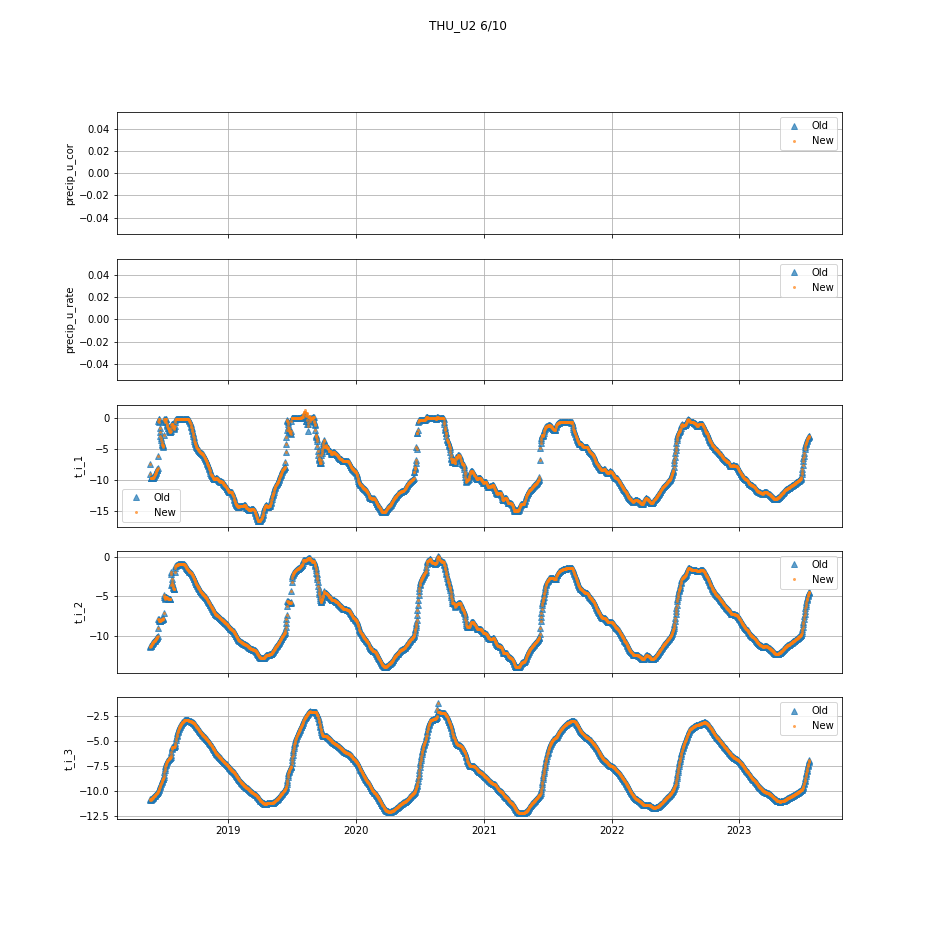 THU_U2 6/10
precip_u_cor
0.04
0.02
0.00
−0.02
−0.04
Old
New
precip_u_rate
0.04
0.02
0.00
−0.02
−0.04
Old
New
t_i_1
0
−5
−10
−15
Old
New
t_i_2
0
−5
−10
Old
New
t_i_3
−2.5
−5.0
−7.5
−10.0
−12.5
Old
New
2019 2020 2021 2022 2023